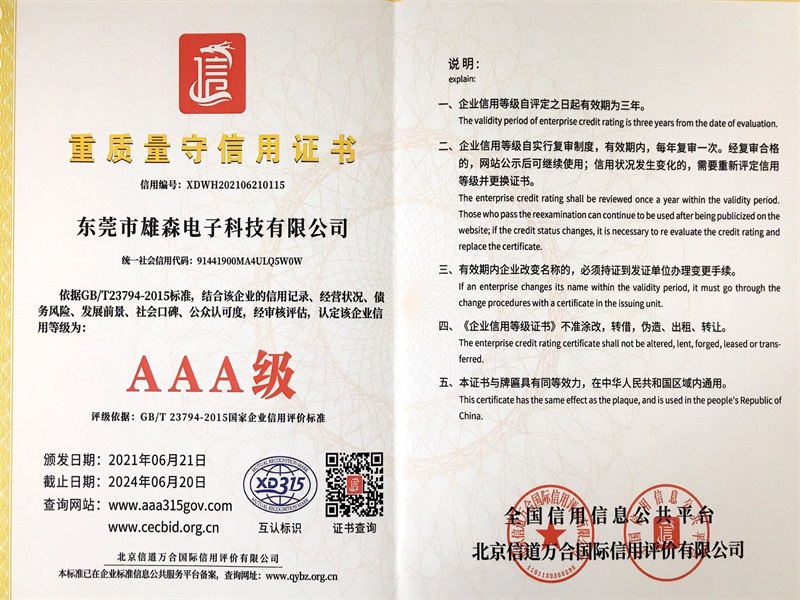 信
重质量守信用证书
信用编号：XDWH202106210115
东莞市雄森电子科技有限公司
统一社会信用代码：91441900MA4ULQ5W0W
依据GB/T23794-2015标准，结合该企业的信用记录、经营状况、债
务风险、发展前景、社会口碑、公众认可度，经审核评估，认定该企业信
用等级为：
AAA级
评级依据：GB/T 23794-2015国家企业信用评价标准
颁发日期：2021年06月21日
截止日期：2024年06月20日
查询网站：www.aaa315gov.com
www.cecbid.org.cn
XD315
互认标识
证书查询
北京信道万合国际信用评价有限公司
本标准已在企业标准信息公共服务平台备案，查询网站：www.qybz.org.cn
说明：
explain:
一、企业信用等级自评定之日起有效期为三年。
The validity period of enterprise credit rating is three years from the date of evaluation.
二、企业信用等级自实行复审制度，有效期内，每年复审一次。经复审合格
的，网站公示后可继续使用；信用状况发生变化的，需要重新评定信用
等级并更换证书。
The enterprise credit rating shall be reviewed once a year within the validity period.
Those who pass the reexamination can continue to be used after being publicized on the
website; if the credit status changes, it is necessary to re evaluate the credit rating and
replace the certificate.
三、有效期内企业改变名称的，必须持证到发证单位办理变更手续。
If an enterprise changes its name within the validity period, it must go through the
change procedures with a certificate in the issuing unit.
四、《企业信用等级证书》不准涂改，转借，伪造、出租、转让。
The enterprise credit rating certificate shall not be altered, lent, forged, leased or trans-
ferred.
五、本证书与牌匾具有同等效力，在中华人民共和国区域内通用。
This certificate has the same effect as the plaque, and is used in the people's Republic of
China.
全国信用信息公共平台
北京信道万合国际信用评价有限公司